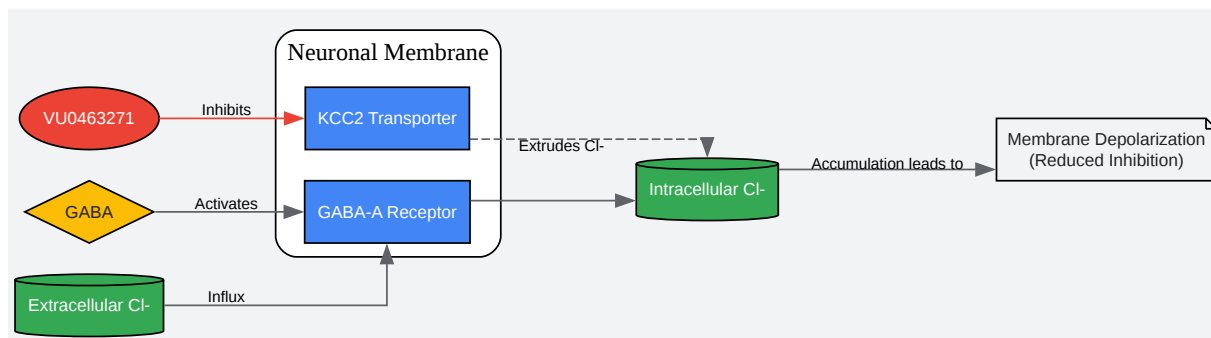 Neuronal Membrane
VU0463271
Inhibits
KCC2 Transporter
Extrudes Cl-
GABA
Activates
GABA-A Receptor
Intracellular Cl-
Accumulation leads to
Membrane Depolarization
(Reduced Inhibition)
Extracellular Cl-
Influx